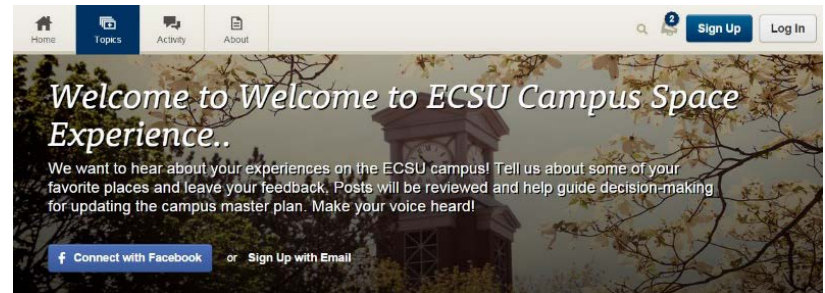 Home
Topics
Activity
About
2
Sign Up
Log In
Welcome to Welcome to ECSU Campus Space
Experience..
We want to hear about your experiences on the ECSU campus! Tell us about some of your
favorite places and leave your feedback. Posts will be reviewed and help guide decision-making
for updating the campus master plan. Make your voice heard!
f Connect with Facebook or Sign Up with Email